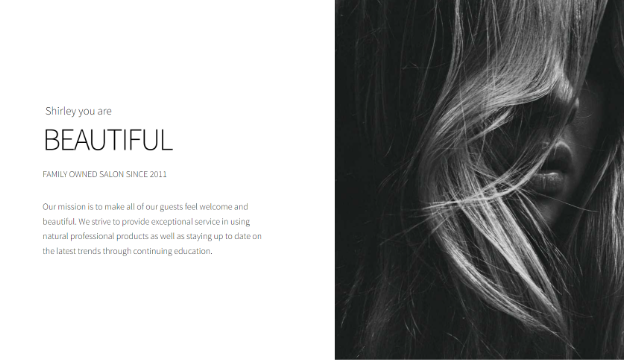 Shirley you are
BEAUTIFUL
FAMILY OWNED SALON SINCE 2011
Our mission is to make all of our guests feel welcome and
beautiful. We strive to provide exceptional service in using
natural professional products as well as staying up to date on
the latest trends through continuing education.